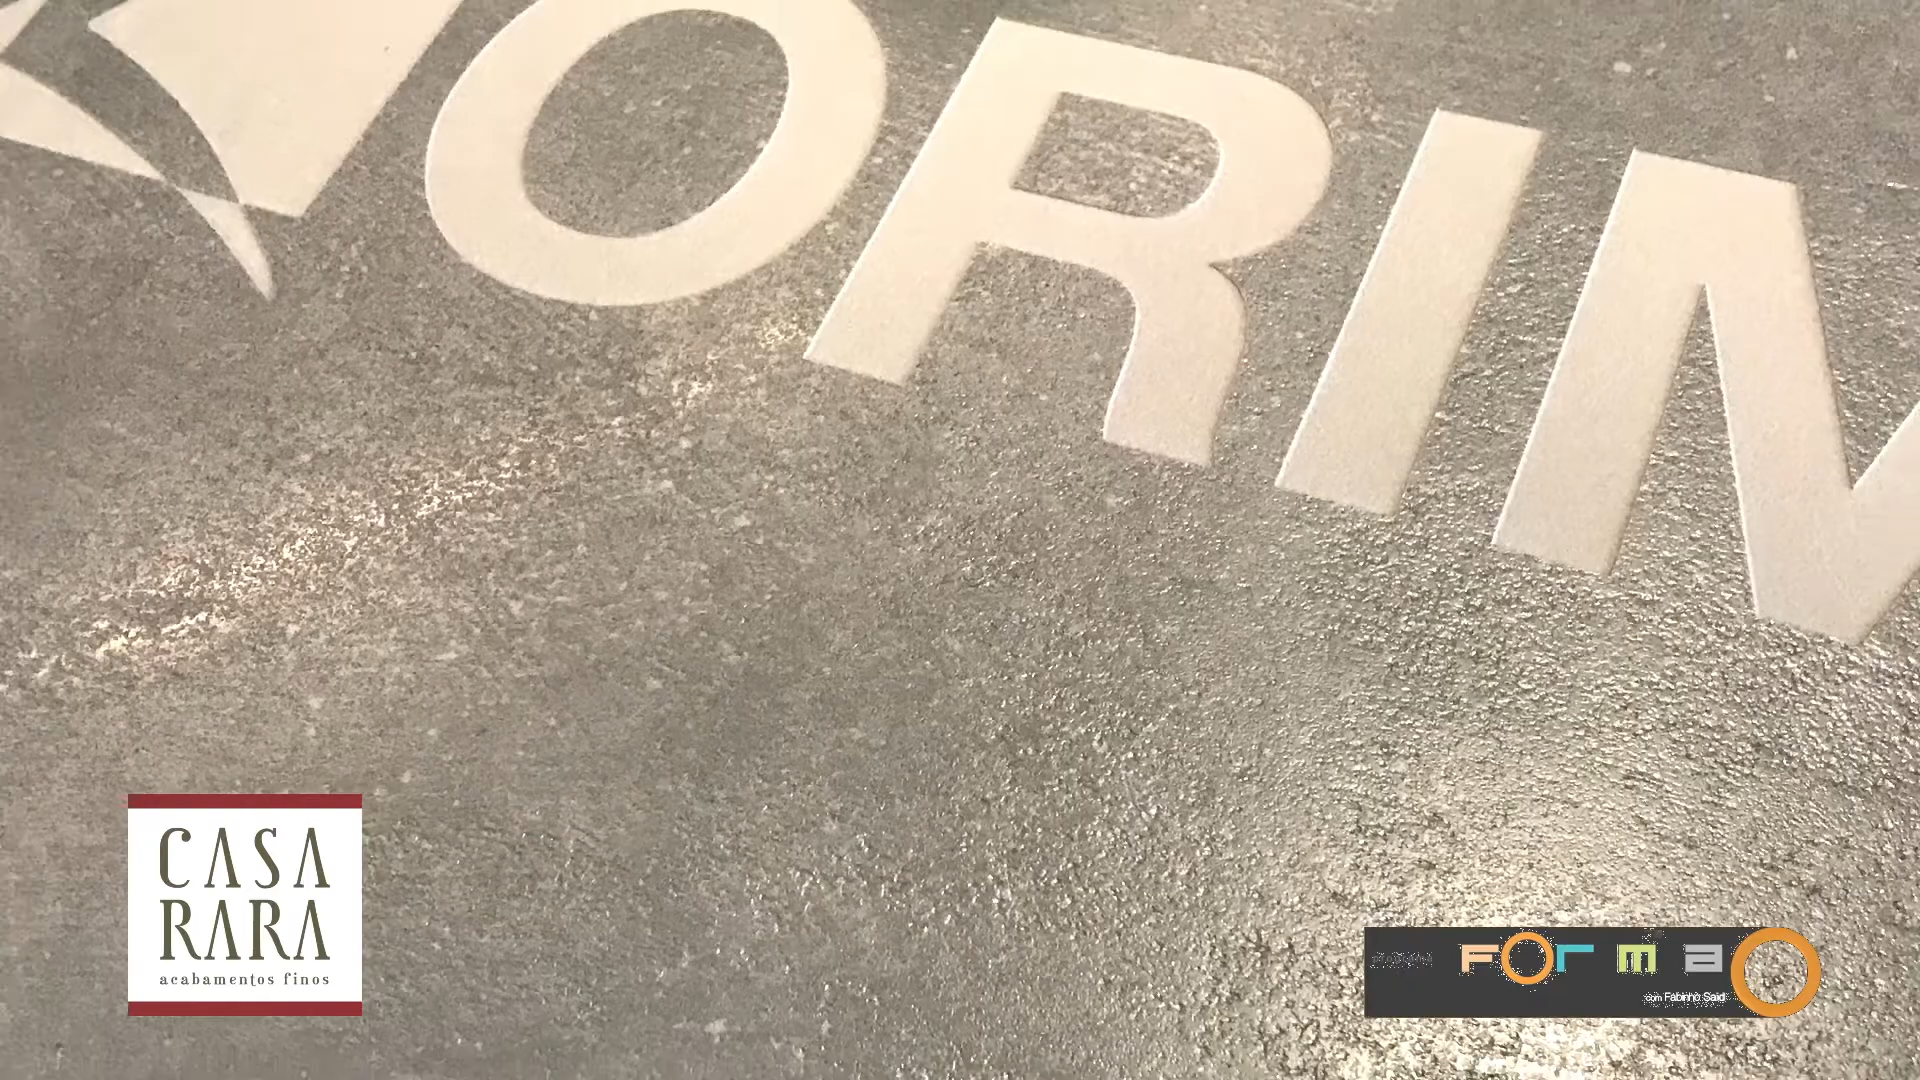 ORIN
CASA
RARA
acabamentos finos
FOrma
com Fabinho Said